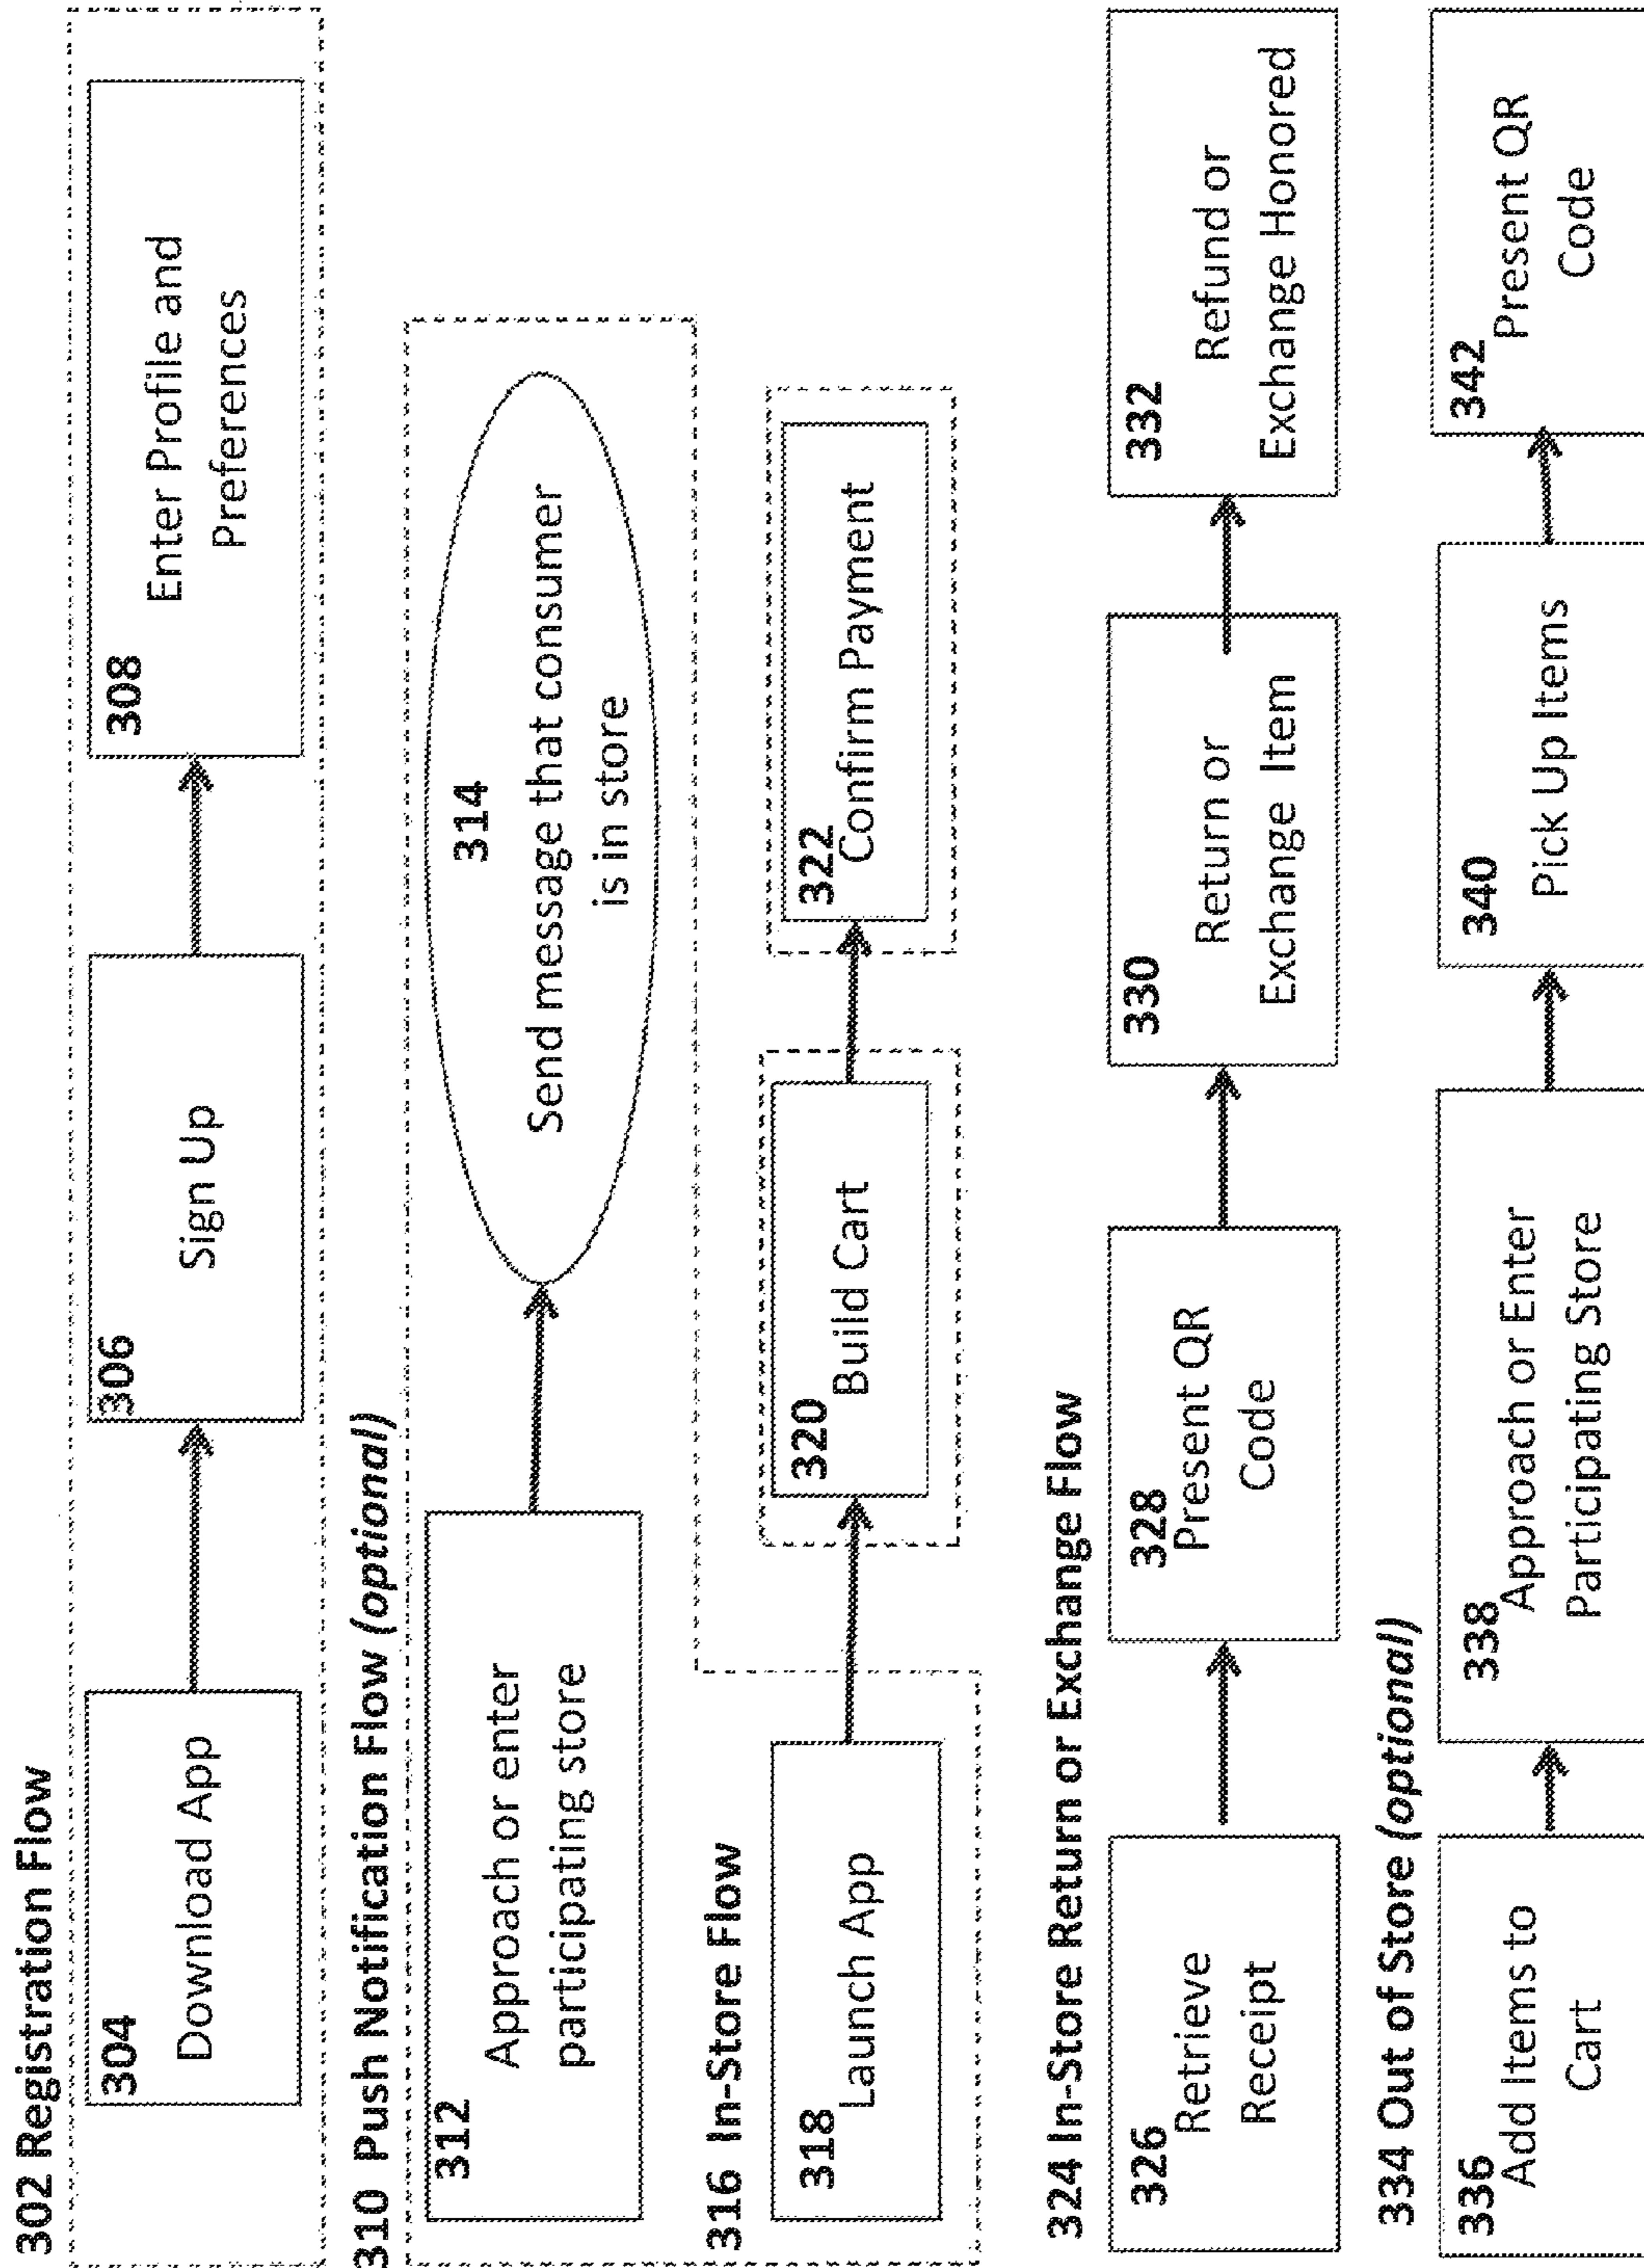 302 Registration Flow
304
Download App
306
Sign Up
308
Enter Profile and
Preferences
310 Push Notification Flow (optional)
312
Approach or enter
participating store
314
Send message that consumer
is in store
316 In-Store Flow
318
Launch App
320
Build Cart
322
Confirm Payment
324 In-Store Return or Exchange Flow
326
Retrieve
Receipt
328
Present QR
Code
330
Return or
Exchange Item
332
Refund or
Exchange Honored
334 Out of Store (optional)
336
Add Items to
Cart
338
Approach or Enter
Participating Store
340
Pick Up Items
342
Present QR
Code